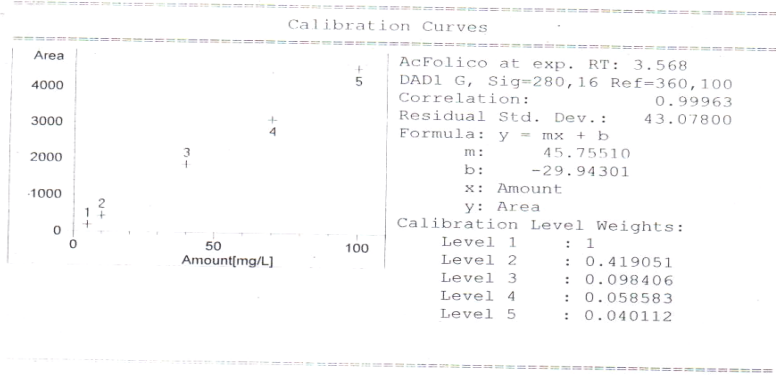 Calibration Curves
Area
4000
3000
2000
1000
0
0
50
100
Amount[mg/L]
1
2
3
4
5
AcFolico at exp. RT: 3.568
DAD1 G, Sig=280,16 Ref=360,100
Correlation: 0.99963
Residual Std. Dev.: 43.07800
Formula: y = mx + b
m: 45.75510
b: -29.94301
x: Amount
y: Area
Calibration Level Weights:
Level 1 : 1
Level 2 : 0.419051
Level 3 : 0.098406
Level 4 : 0.058583
Level 5 : 0.040112